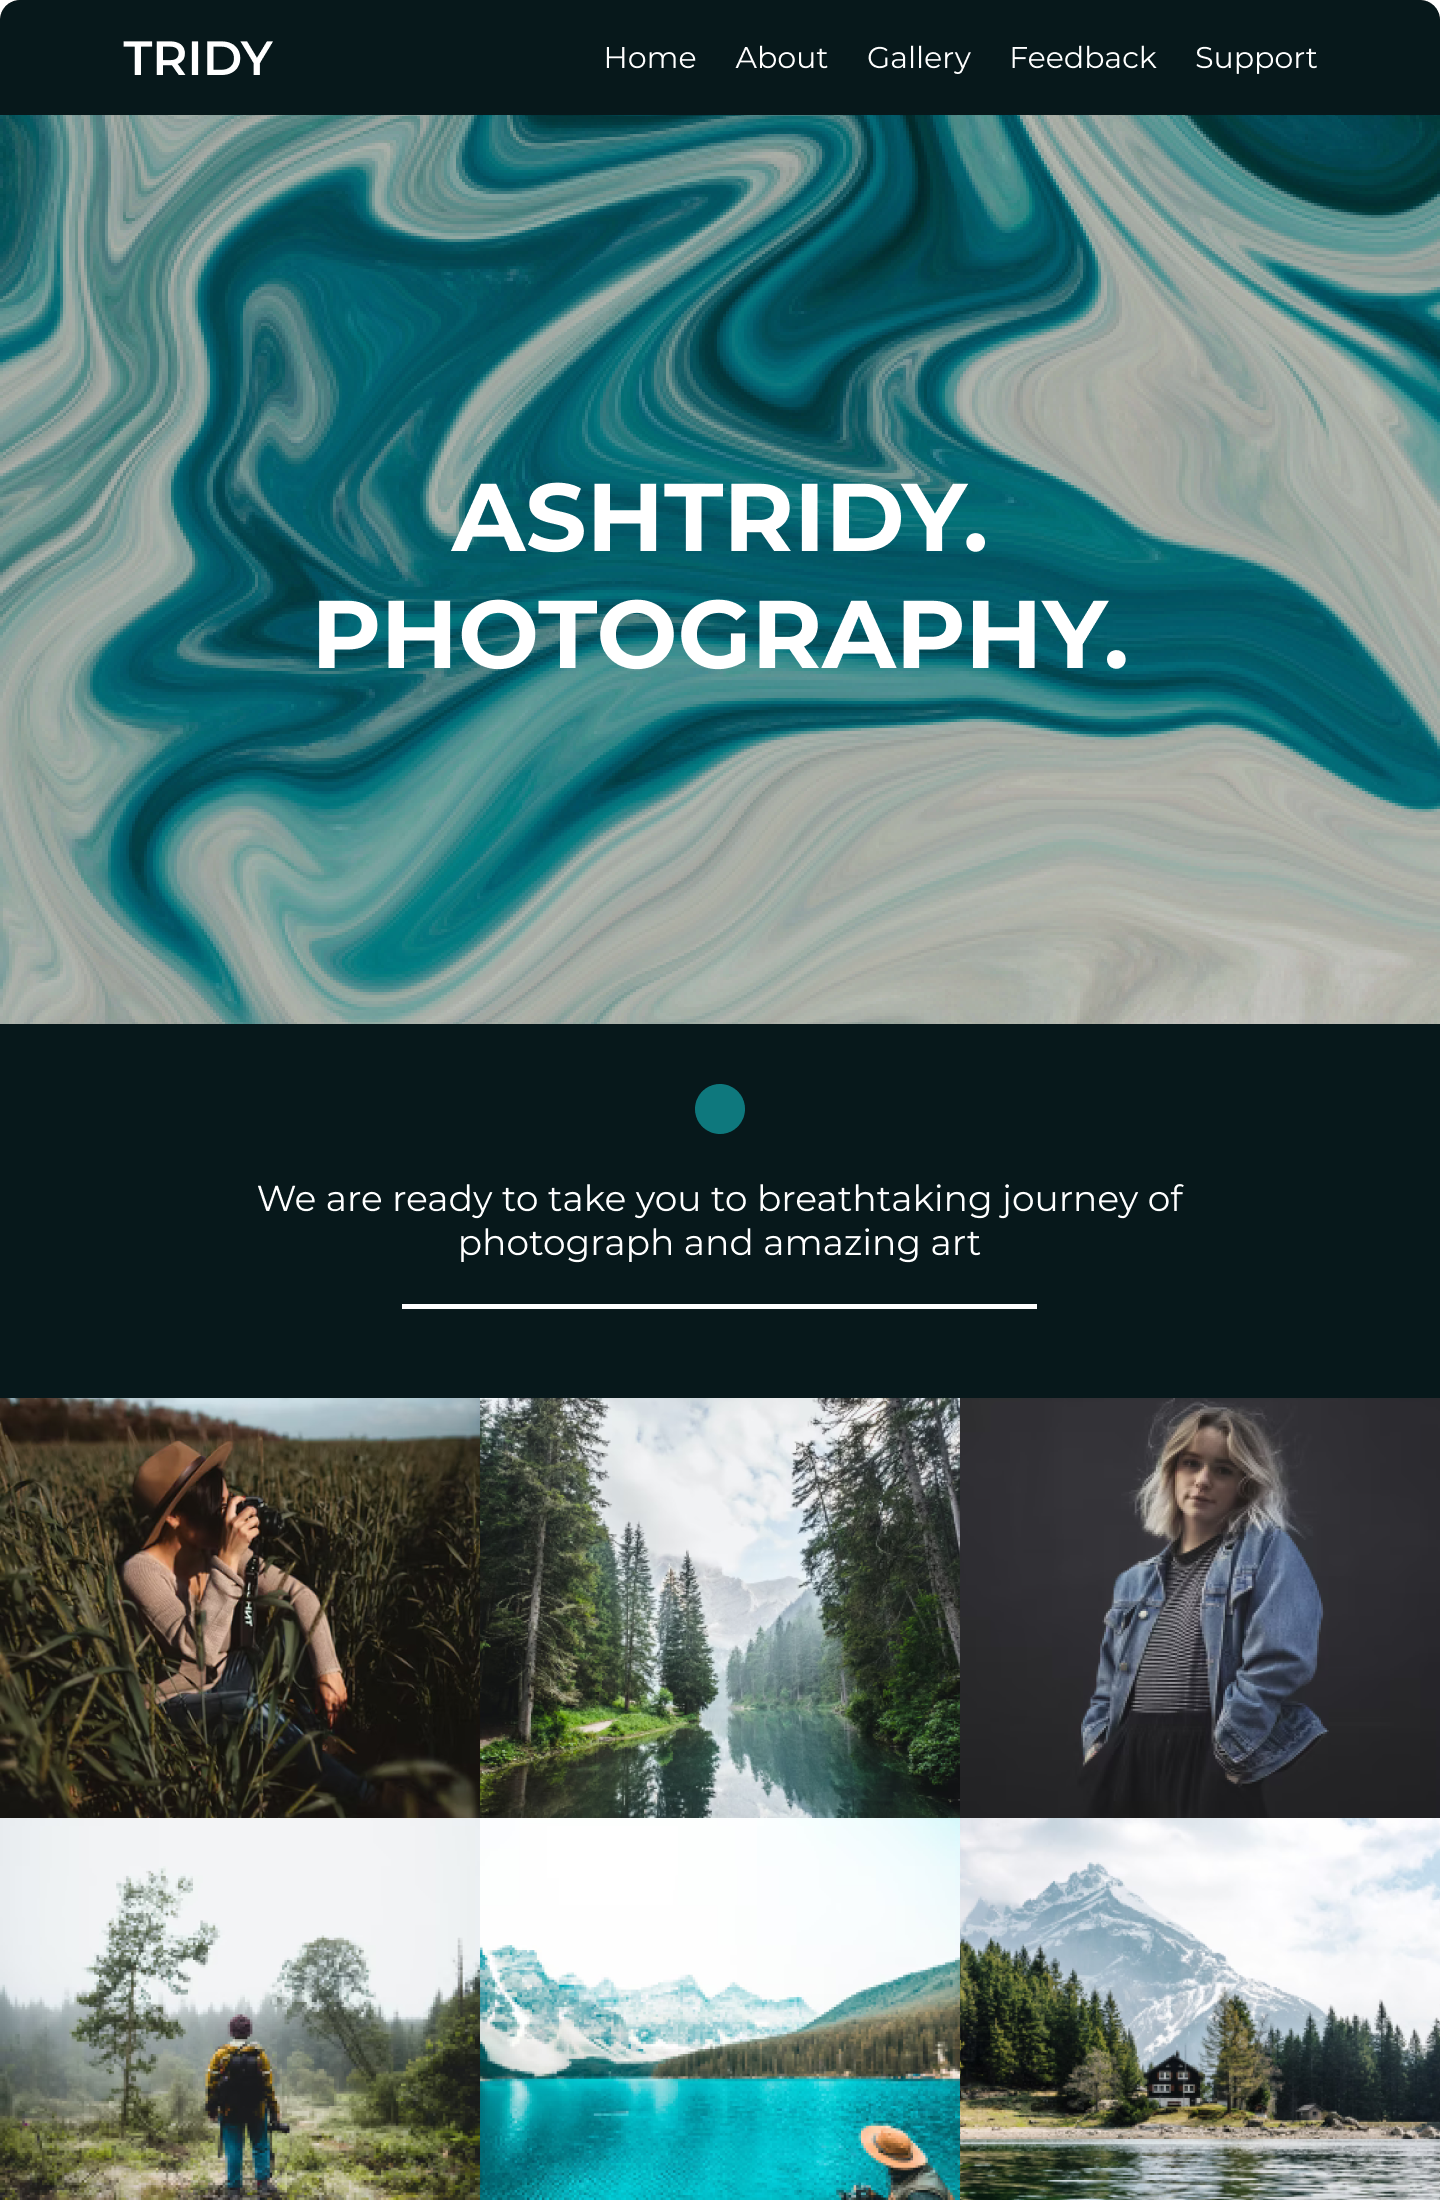 TRIDY
Home About Gallery Feedback Support
ASHTRIDY.
PHOTOGRAPHY.
We are ready to take you to breathtaking journey of
photograph and amazing art